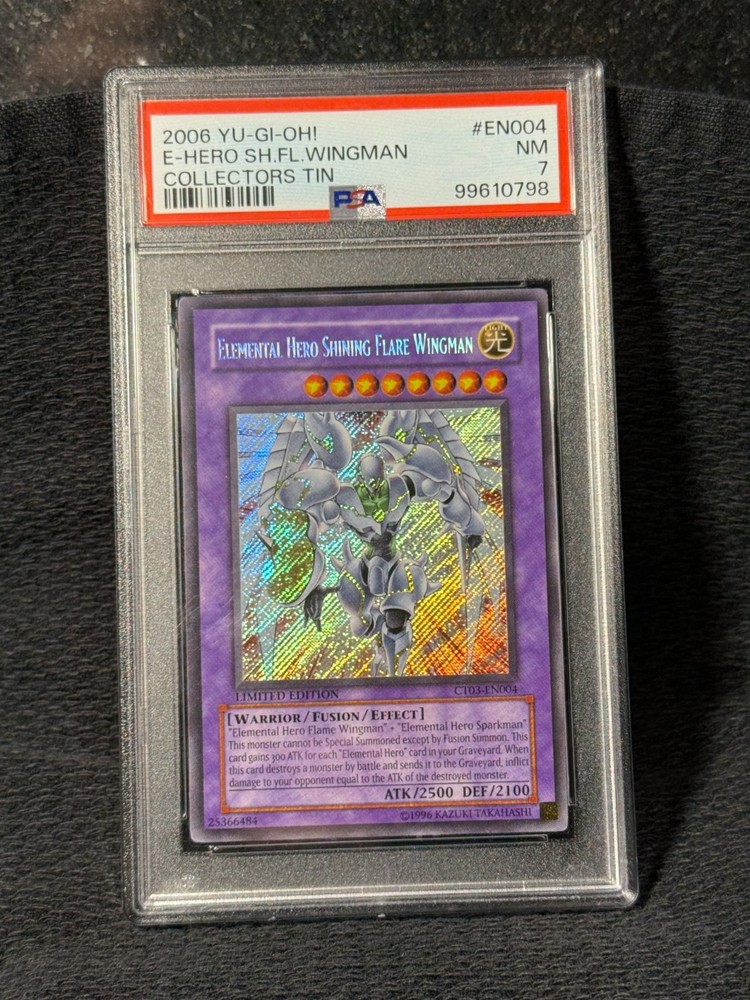 2006 YU-GI-OH! #EN004
E-HERO SH.FL.WINGMAN NM
COLLECTORS TIN 7
PSA 99610798
ELEMENTAL HERO SHINING FLARE WINGMAN
LIGHT
光
LIMITED EDITION CT03-EN004
[WARRIOR/FUSION/EFFECT]
"Elemental Hero Flame Wingman" + "Elemental Hero Sparkman"
This monster cannot be Special Summoned except by Fusion Summon. This
card gains 300 ATK for each "Elemental Hero" card in your Graveyard. When
this card destroys a monster by battle and sends it to the Graveyard, inflict
damage to your opponent equal to the ATK of the destroyed monster.
ATK/2500 DEF/2100
25366484 ©1996 KAZUKI TAKAHASHI